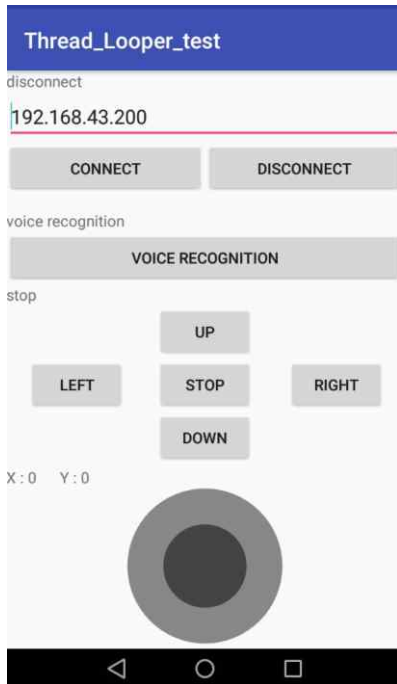 Thread_Looper_test
disconnect
192.168.43.200
CONNECT DISCONNECT
voice recognition
VOICE RECOGNITION
stop
UP
LEFT STOP RIGHT
DOWN
X : 0 Y : 0